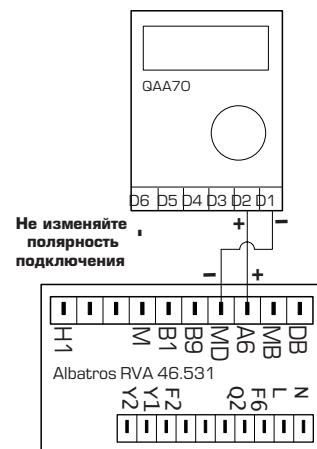 QAA70
D6 D5 D4 D3 D2 D1
+ −
Не изменяйте
полярность
подключения
− +
H1 M B1 B9 MD A6 MB DB
Albatros RVA 46.531
Y2 Y1 F2 Q2 F6 L N